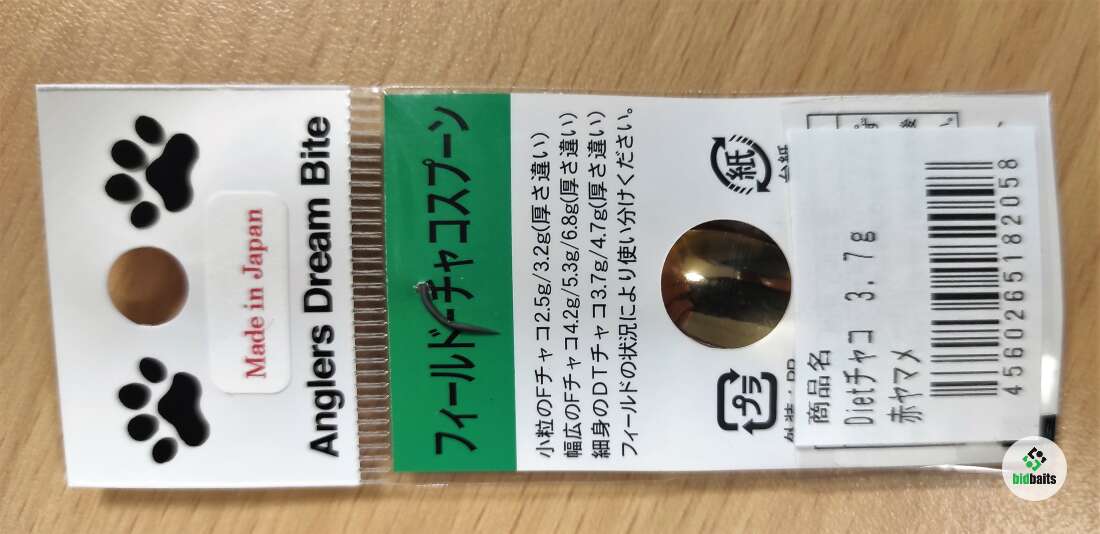 Made in Japan
Anglers Dream Bite
フィールドチャコスプーン
小粒のFチャコ2.5g/3.2g(厚さ違い)
幅広のFチャコ4.2g/5.3g/6.8g(厚さ違い)
細身のDTチャコ3.7g/4.7g(厚さ違い)
フィールドの状況により使い分けください。
紙
プラ
商品名
Dietチャコ 3.7g
赤ヤマメ
4560265182058
bidbaits